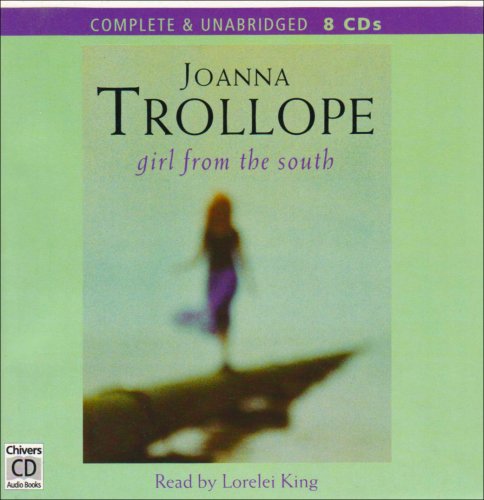 COMPLETE & UNABRIDGED 8 CDs
JOANNA
TROLLOPE
girl from the south
Chivers
CD
Audio Books
Read by Lorelei King